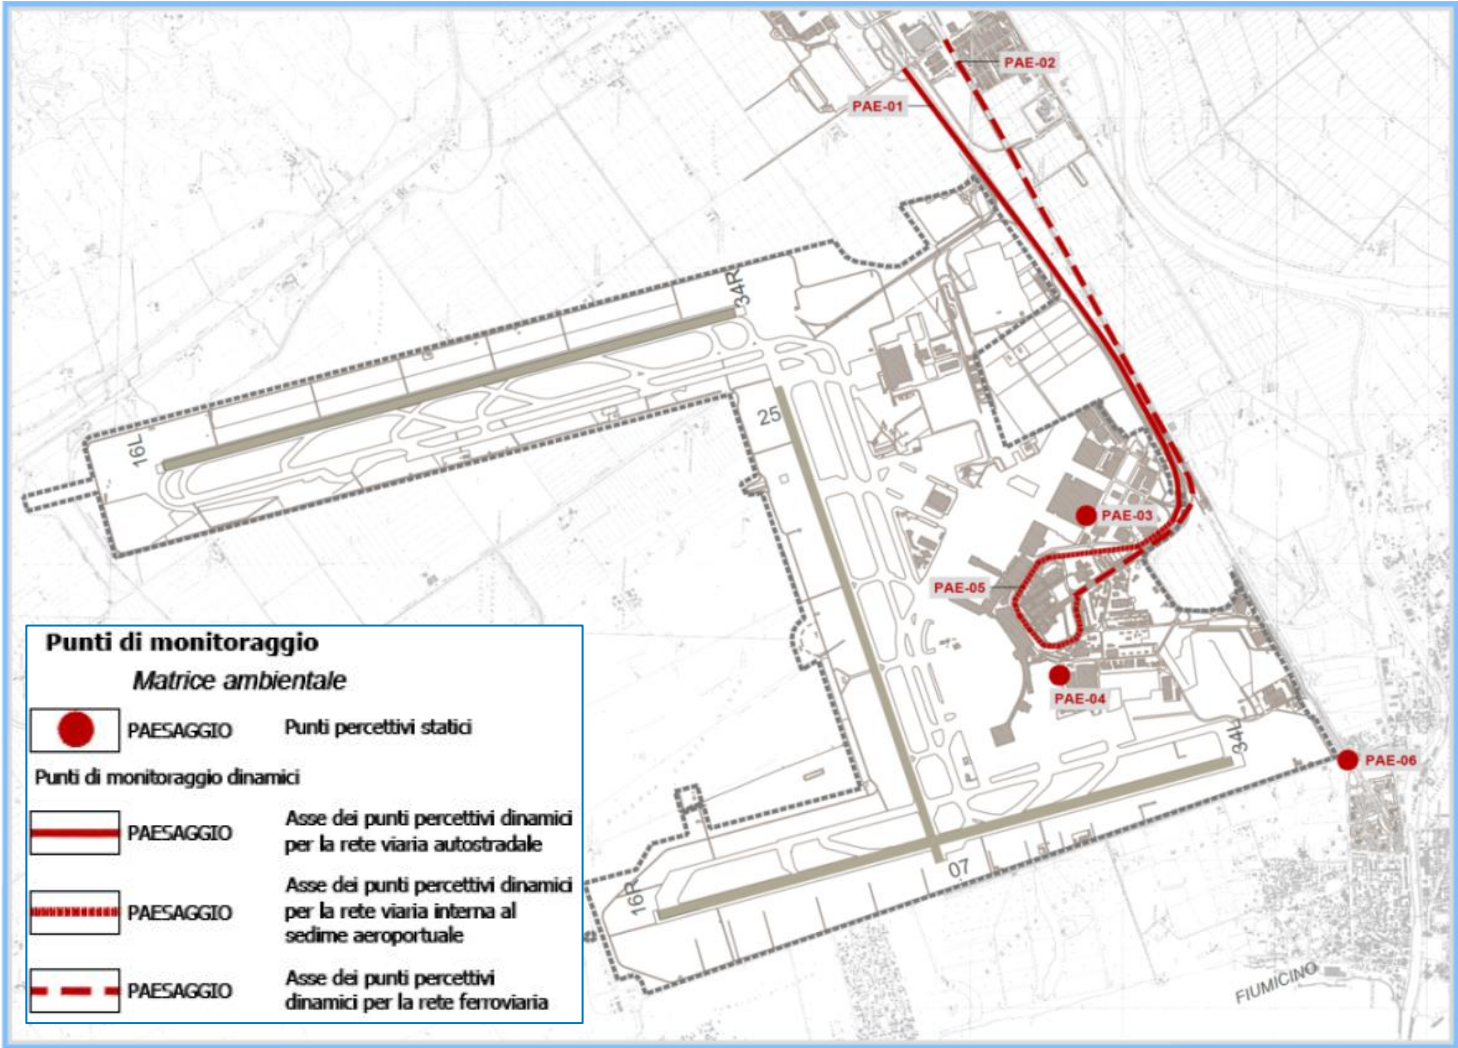 PAE-02
PAE-01
34R
25
16L
PAE-03
PAE-05
PAE-04
34L
PAE-06
07
16R
FIUMICINO
Punti di monitoraggio
Matrice ambientale
PAESAGGIO Punti percettivi statici
Punti di monitoraggio dinamici
PAESAGGIO Asse dei punti percettivi dinamici
per la rete viaria autostradale
PAESAGGIO Asse dei punti percettivi dinamici
per la rete viaria interna al
sedime aeroportuale
PAESAGGIO Asse dei punti percettivi
dinamici per la rete ferroviaria